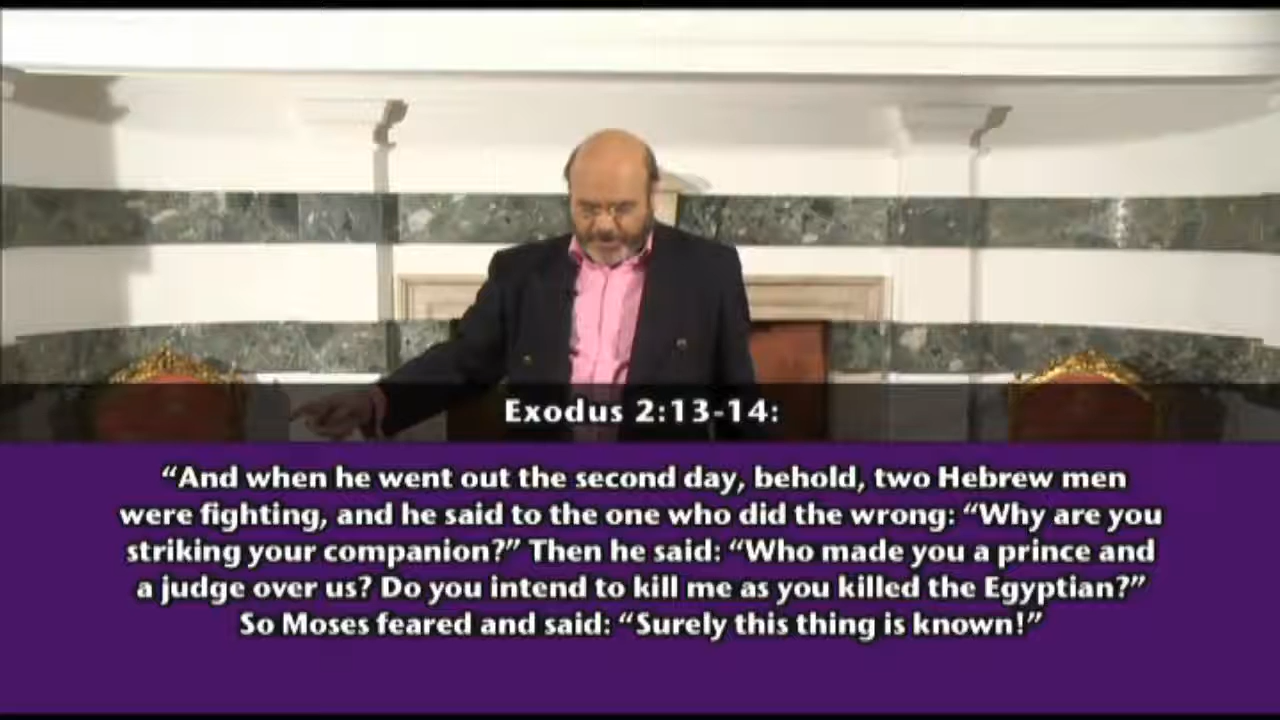 Exodus 2:13-14:
“And when he went out the second day, behold, two Hebrew men
were fighting, and he said to the one who did the wrong: “Why are you
striking your companion?” Then he said: “Who made you a prince and
a judge over us? Do you intend to kill me as you killed the Egyptian?”
So Moses feared and said: “Surely this thing is known!”